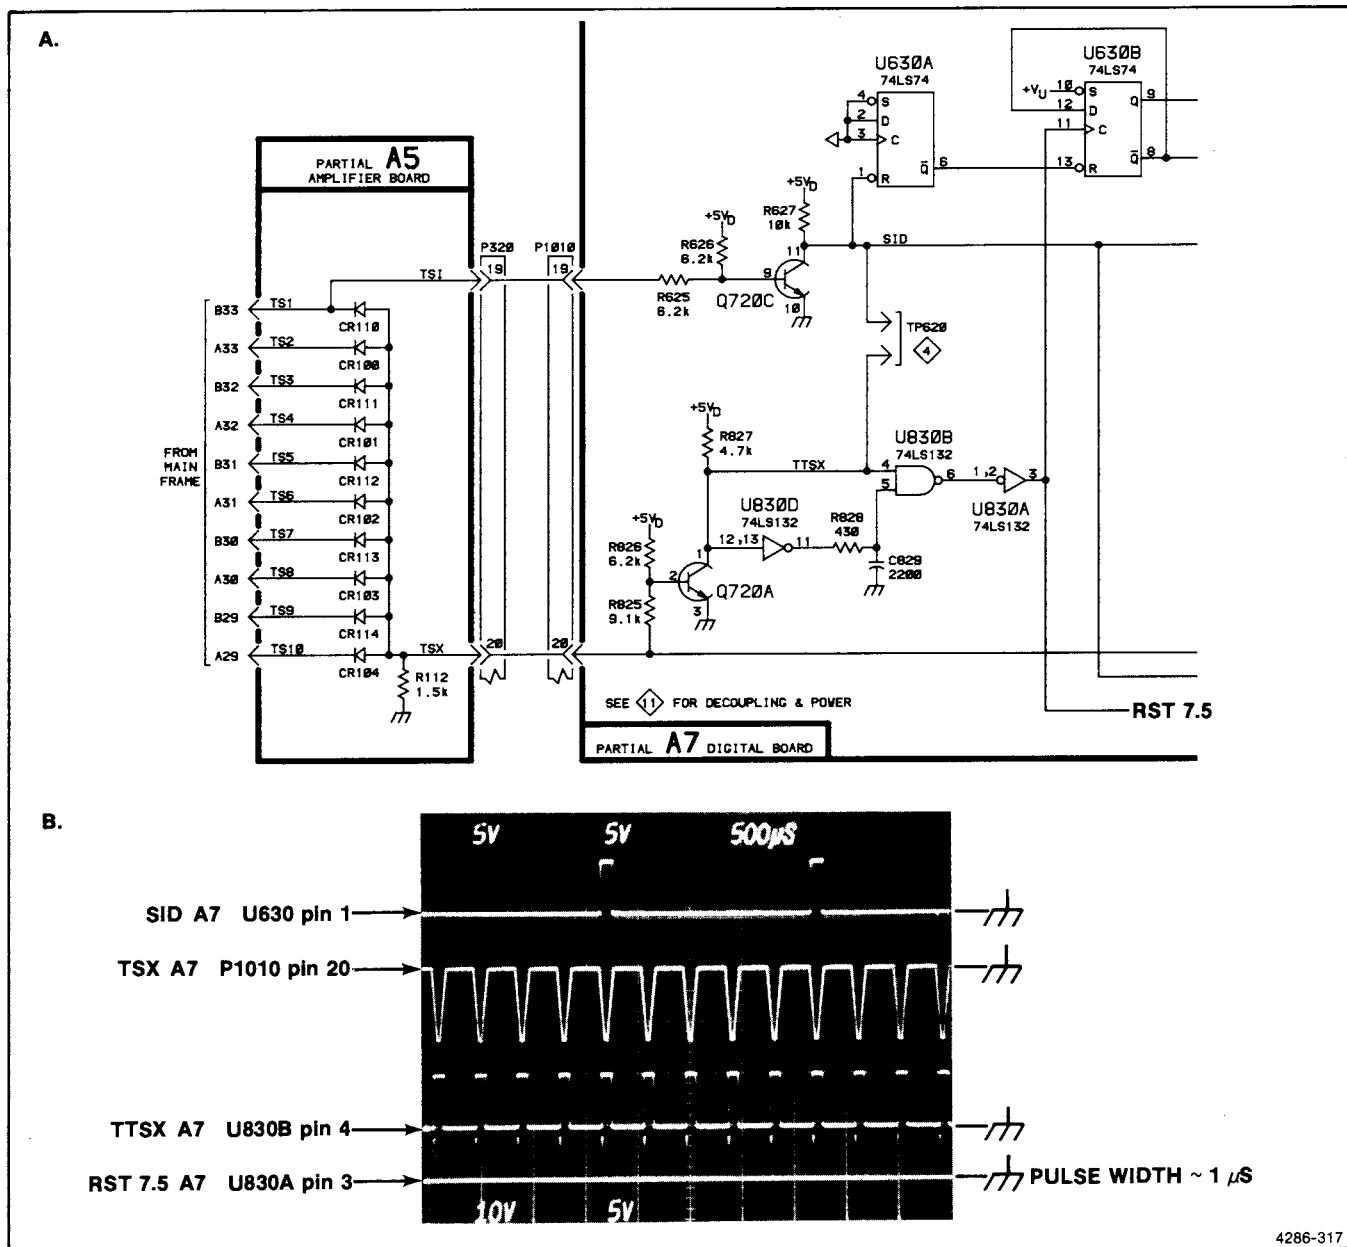 A.
PARTIAL A5
AMPLIFIER BOARD
P320 P1010
19 19
TSI
FROM
MAIN
FRAME
B33 TS1
CR110
A33 TS2
CR100
B32 TS3
CR111
A32 TS4
CR101
B31 TS5
CR112
A31 TS6
CR102
B30 TS7
CR113
A30 TS8
CR103
B29 TS9
CR114
A29 TS10
CR104
TSX
20 20
R112
1.5k
U630A
74LS74
4 S
2 D
3 C
1 R
Q̅ 6
U630B
74LS74
+VU 10 S
12 D
11 C
13 R
Q 9
Q̅ 8
+5VD
R627
10k
+5VD
R626
6.2k
R625
6.2k
9 11 10
Q720C
SID
TP620
4
+5VD
R827
4.7k
TTSX
U830B
74LS132
4
5
6
1,2 3
U830A
74LS132
U830D
74LS132
12,13 11
R828
430
C829
2200
+5VD
R826
6.2k
1
2
3
Q720A
R825
9.1k
SEE 11 FOR DECOUPLING & POWER
RST 7.5
PARTIAL A7 DIGITAL BOARD
B.
5V 5V 500µS
SID A7 U630 pin 1
TSX A7 P1010 pin 20
TTSX A7 U830B pin 4
RST 7.5 A7 U830A pin 3
PULSE WIDTH ~ 1 µS
10V 5V
4286-317